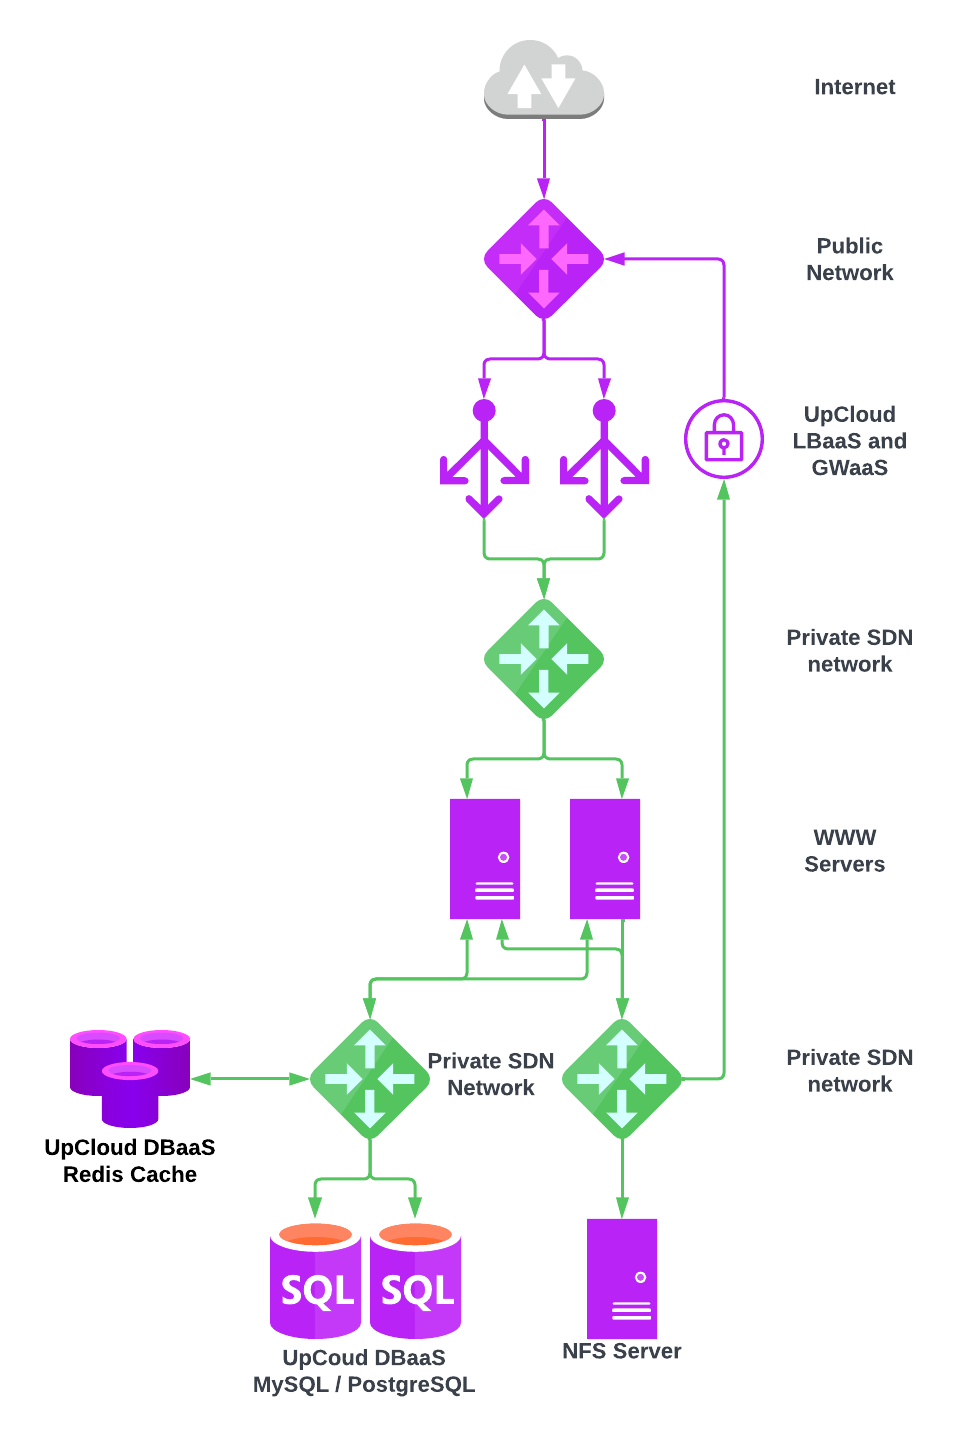 Internet
Public
Network
UpCloud
LBaaS and
GWaaS
Private SDN
network
WWW
Servers
Private SDN
Network
Private SDN
network
UpCloud DBaaS
Redis Cache
SQL
SQL
UpCoud DBaaS
MySQL / PostgreSQL
NFS Server